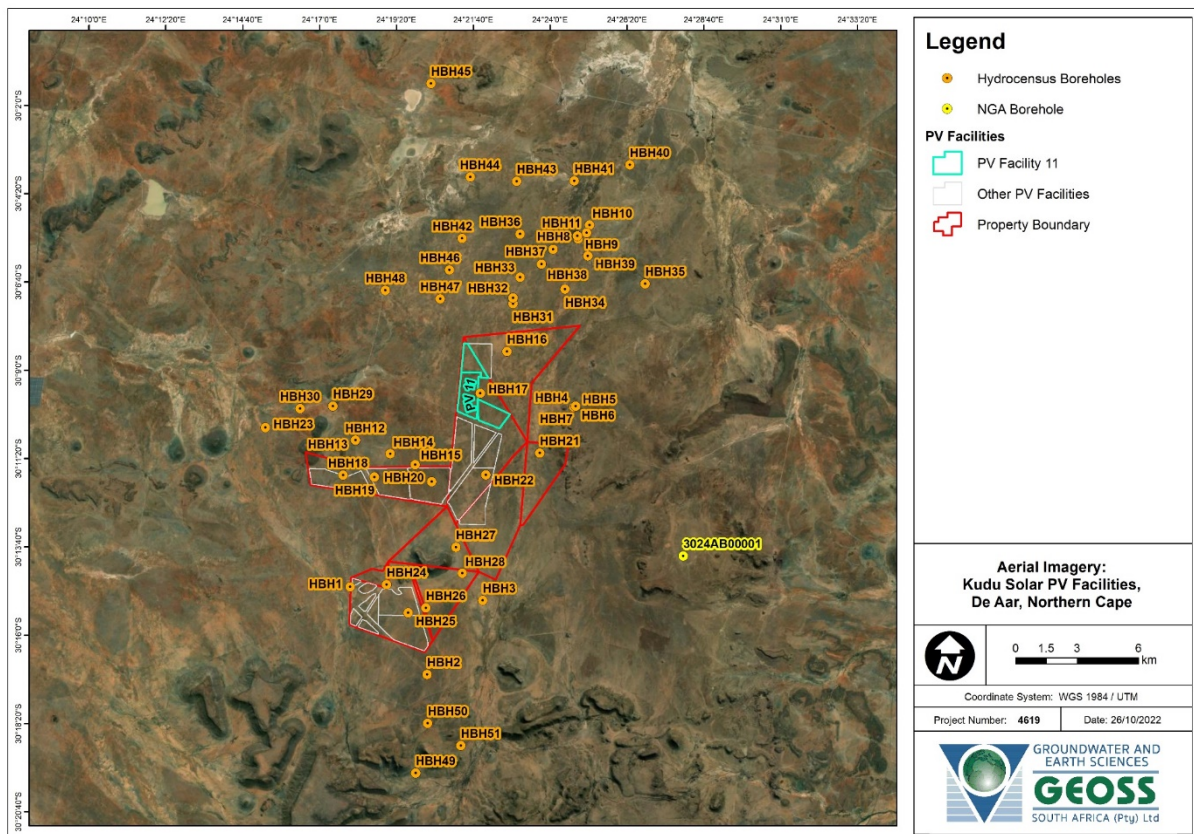 24°10'0"E
24°12'20"E
24°14'40"E
24°17'0"E
24°19'20"E
24°21'40"E
24°24'0"E
24°26'20"E
24°28'40"E
24°31'0"E
24°33'20"E
30°2'0"S
30°4'20"S
30°6'40"S
30°9'0"S
30°11'20"S
30°13'40"S
30°16'0"S
30°18'20"S
30°20'40"S
HBH45
HBH40
HBH44
HBH43
HBH41
HBH10
HBH42
HBH36
HBH11
HBH8
HBH9
HBH37
HBH39
HBH46
HBH33
HBH38
HBH35
HBH48
HBH47
HBH32
HBH34
HBH31
HBH16
PV 11
HBH17
HBH4
HBH5
HBH30
HBH29
HBH7
HBH6
HBH23
HBH12
HBH13
HBH14
HBH21
HBH15
HBH18
HBH19
HBH20
HBH22
HBH27
3024AB00001
HBH28
HBH1
HBH24
HBH3
HBH26
HBH25
HBH2
HBH50
HBH51
HBH49
Legend
Hydrocensus Boreholes
NGA Borehole
PV Facilities
PV Facility 11
Other PV Facilities
Property Boundary
Aerial Imagery:
Kudu Solar PV Facilities,
De Aar, Northern Cape
N
0 1.5 3 6
km
Coordinate System: WGS 1984 / UTM
Project Number: 4619
Date: 26/10/2022
GROUNDWATER AND
EARTH SCIENCES
GEOSS
SOUTH AFRICA (Pty) Ltd